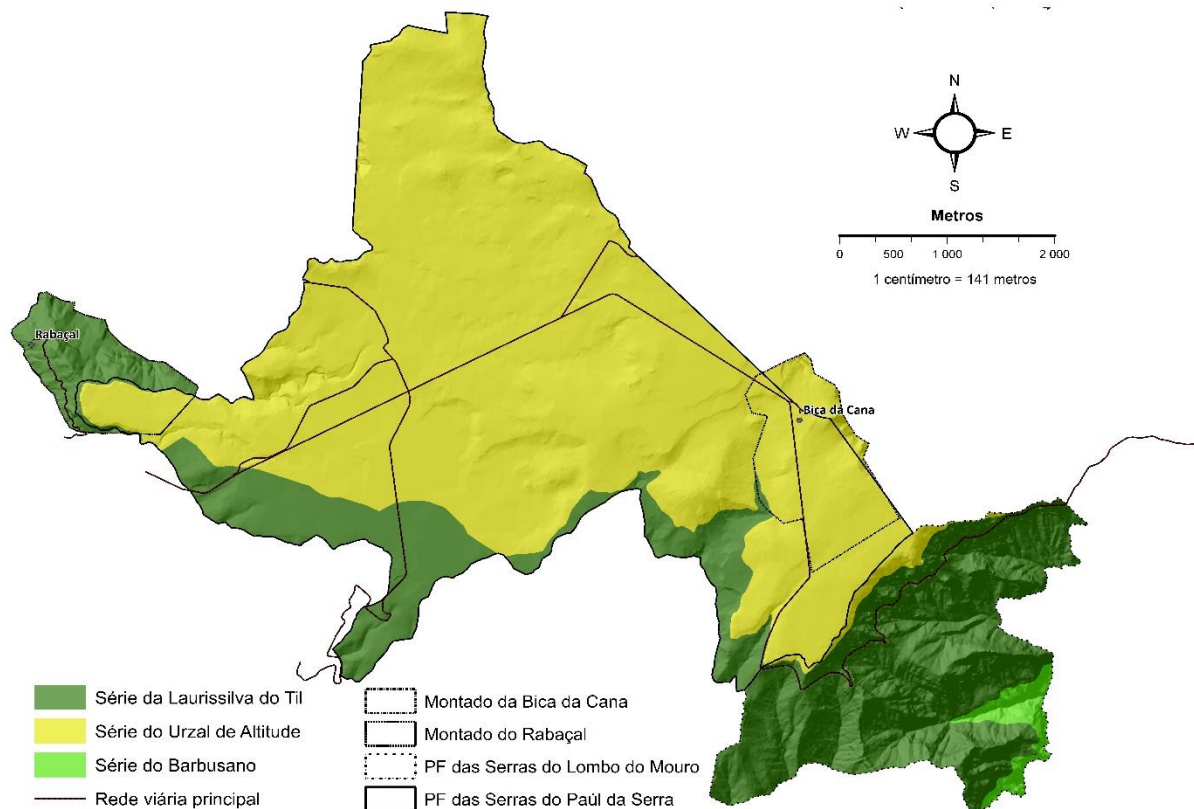 N
W E
S
Metros
0 500 1 000 2 000
1 centímetro = 141 metros
Rabaçal
Bica da Cana
Série da Laurissilva do Til
Série do Urzal de Altitude
Série do Barbusano
Rede viária principal
Montado da Bica da Cana
Montado do Rabaçal
PF das Serras do Lombo do Mouro
PF das Serras do Paúl da Serra